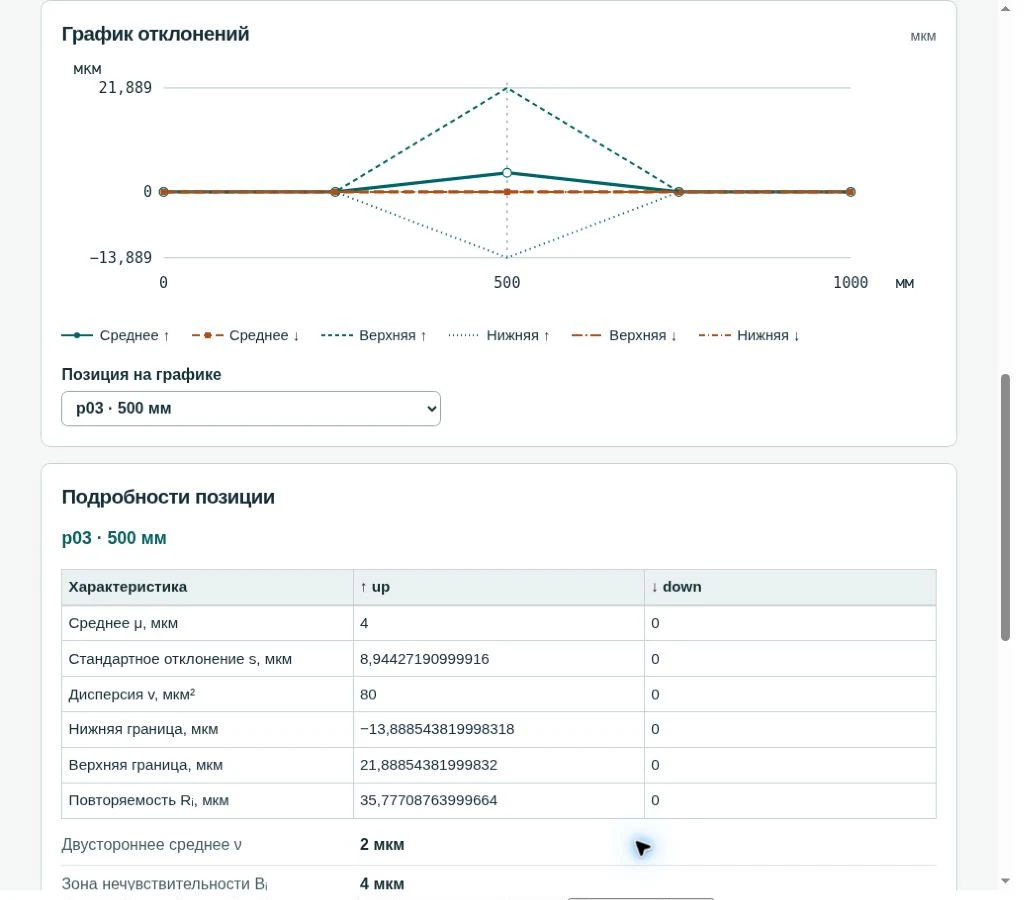 График отклонений
мкм
мкм
21,889
0
−13,889
0 500 1000 мм
Среднее ↑ Среднее ↓ Верхняя ↑ Нижняя ↑ Верхняя ↓ Нижняя ↓
Позиция на графике
p03 · 500 мм
Подробности позиции
p03 · 500 мм
Характеристика ↑ up ↓ down
Среднее μ, мкм 4 0
Стандартное отклонение s, мкм 8,94427190999916 0
Дисперсия v, мкм² 80 0
Нижняя граница, мкм −13,888543819998318 0
Верхняя граница, мкм 21,88854381999832 0
Повторяемость Rᵢ, мкм 35,77708763999664 0
Двустороннее среднее ν 2 мкм
Зона нечувствительности Bᵢ 4 мкм